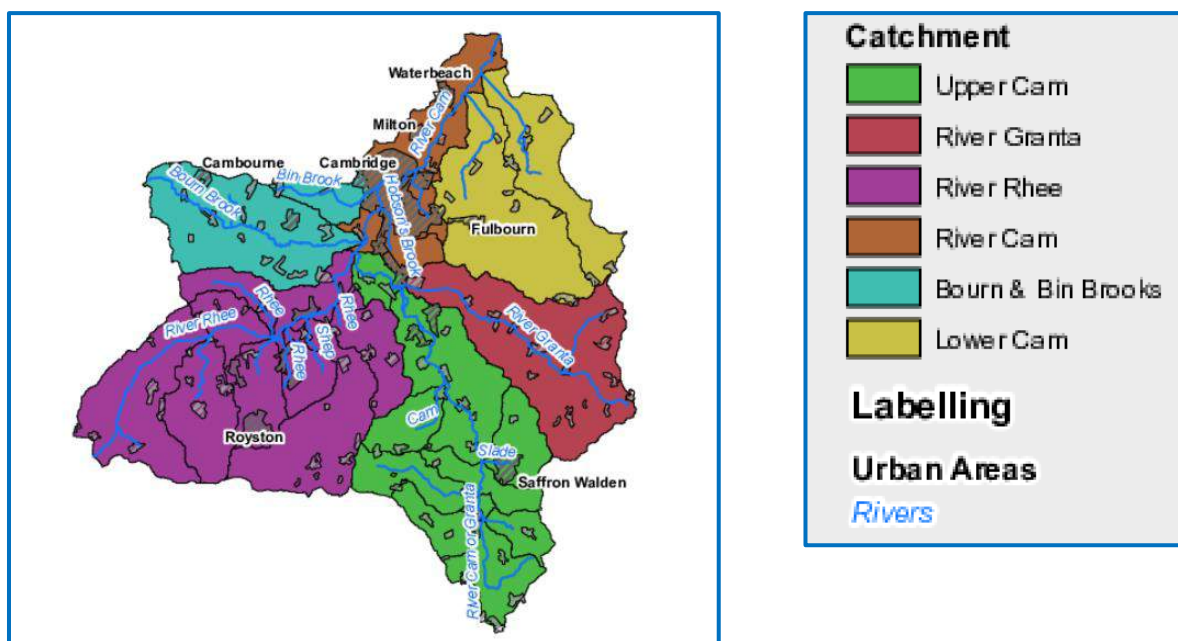 Waterbeach
River Cam
Milton
Cambourne
Cambridge
Bin Brook
Bourn Brook
Hobson's Brook
Fulbourn
Rhee
Rhee
River Rhee
Shep
Rhee
River Granta
Royston
Cam
Slade
Saffron Walden
River Cam or Granta
Catchment
Upper Cam
River Granta
River Rhee
River Cam
Bourn & Bin Brooks
Lower Cam
Labelling
Urban Areas
Rivers